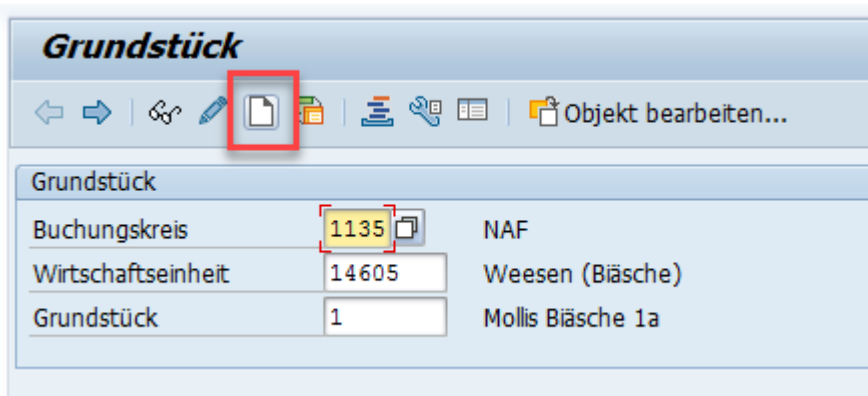 Grundstück
Objekt bearbeiten...
Grundstück
Buchungskreis 1135 NAF
Wirtschaftseinheit 14605 Weesen (Biäsche)
Grundstück 1 Mollis Biäsche 1a